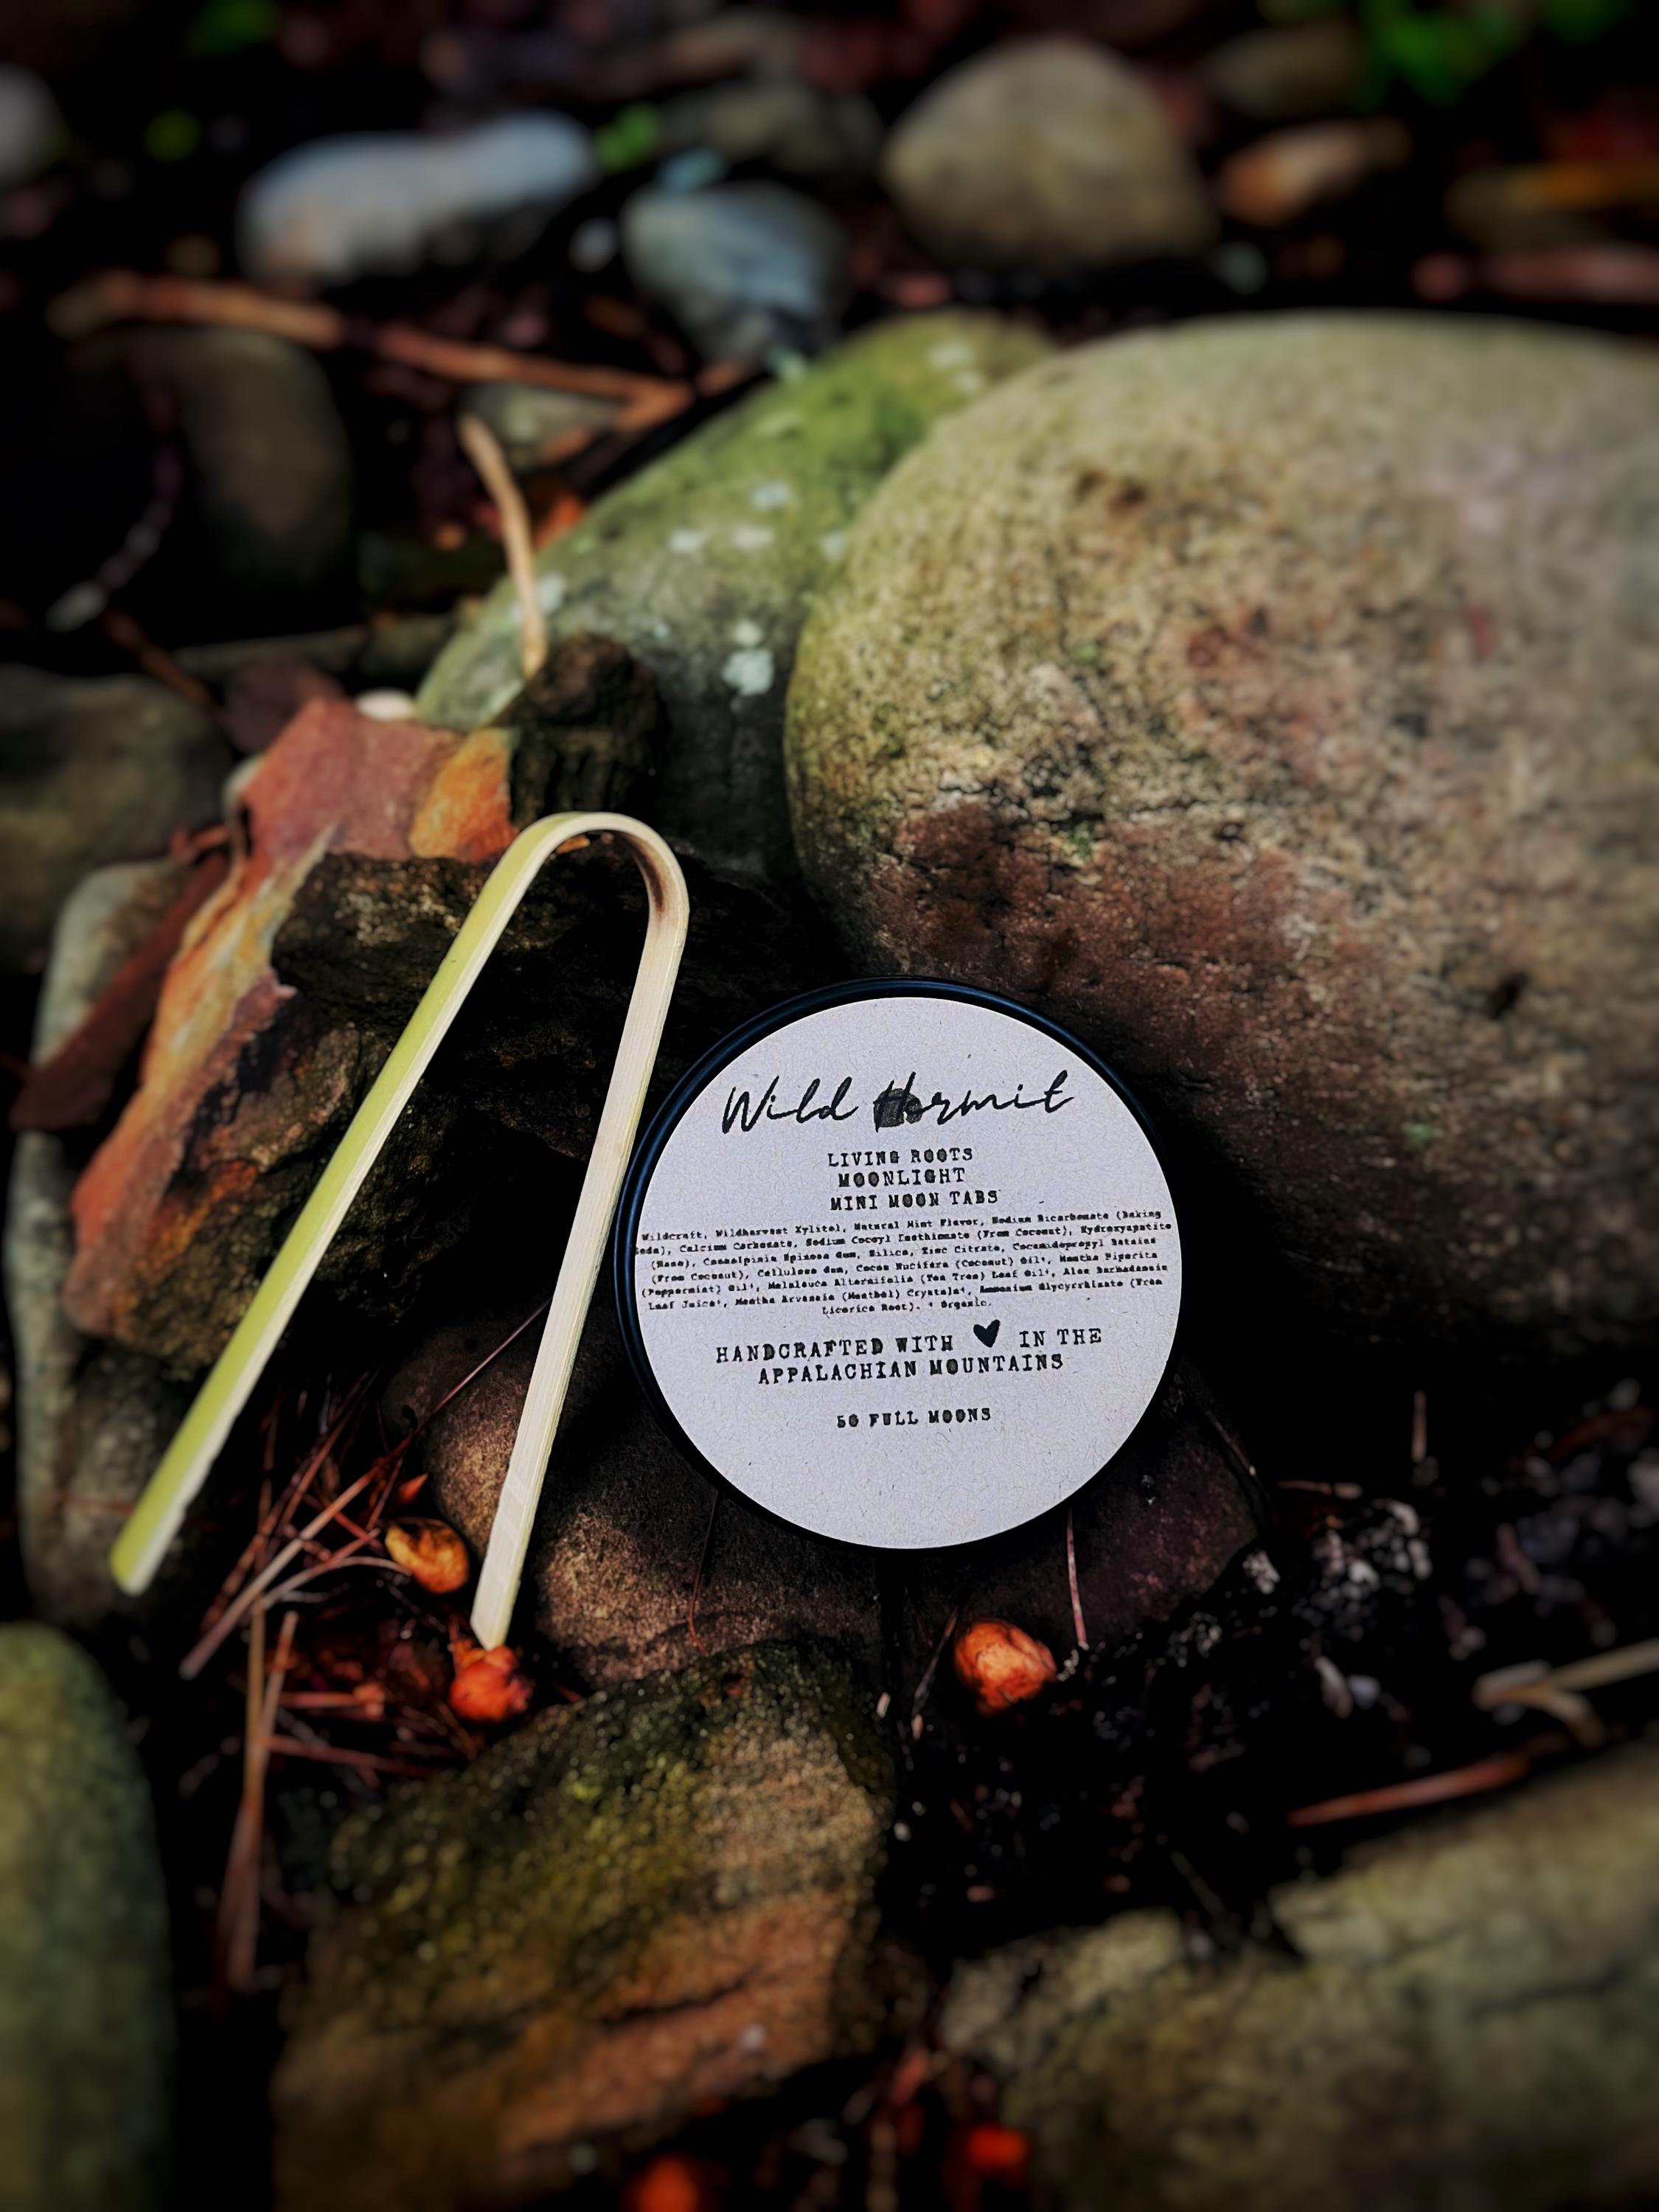 Wild Hermit
LIVING ROOTS
MOONLIGHT
MINI MOON TABS
Wildcraft, Wildharvest Xylitol, Natural Mint Flavor, Sodium Bicarbonate (Baking
Soda), Calcium Carbonate, Sodium Cocoyl Isethionate (From Coconut), Hydroxyapatite
(Nano), Caesalpinia Spinosa Gum, Silica, Zinc Citrate, Cocamidopropyl Betaine
(From Coconut), Cellulose Gum, Cocos Nucifera (Coconut) Oil+, Mentha Piperita
(Peppermint) Oil+, Melaleuca Alternifolia (Tea Tree) Leaf Oil+, Aloe Barbadensis
Leaf Juice+, Mentha Arvensis (Menthol) Crystals+, Ammonium Glycyrrhizate (From
Licorice Root). + Organic.
HANDCRAFTED WITH ♥ IN THE
APPALACHIAN MOUNTAINS
50 FULL MOONS